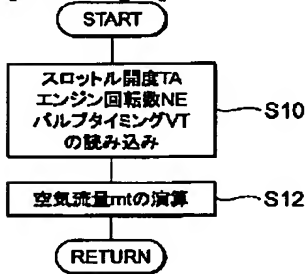 START
スロットル開度TA
エンジン回転数NE
バルブタイミングVT
の読み込み
S10
空気流量mtの演算
S12
RETURN